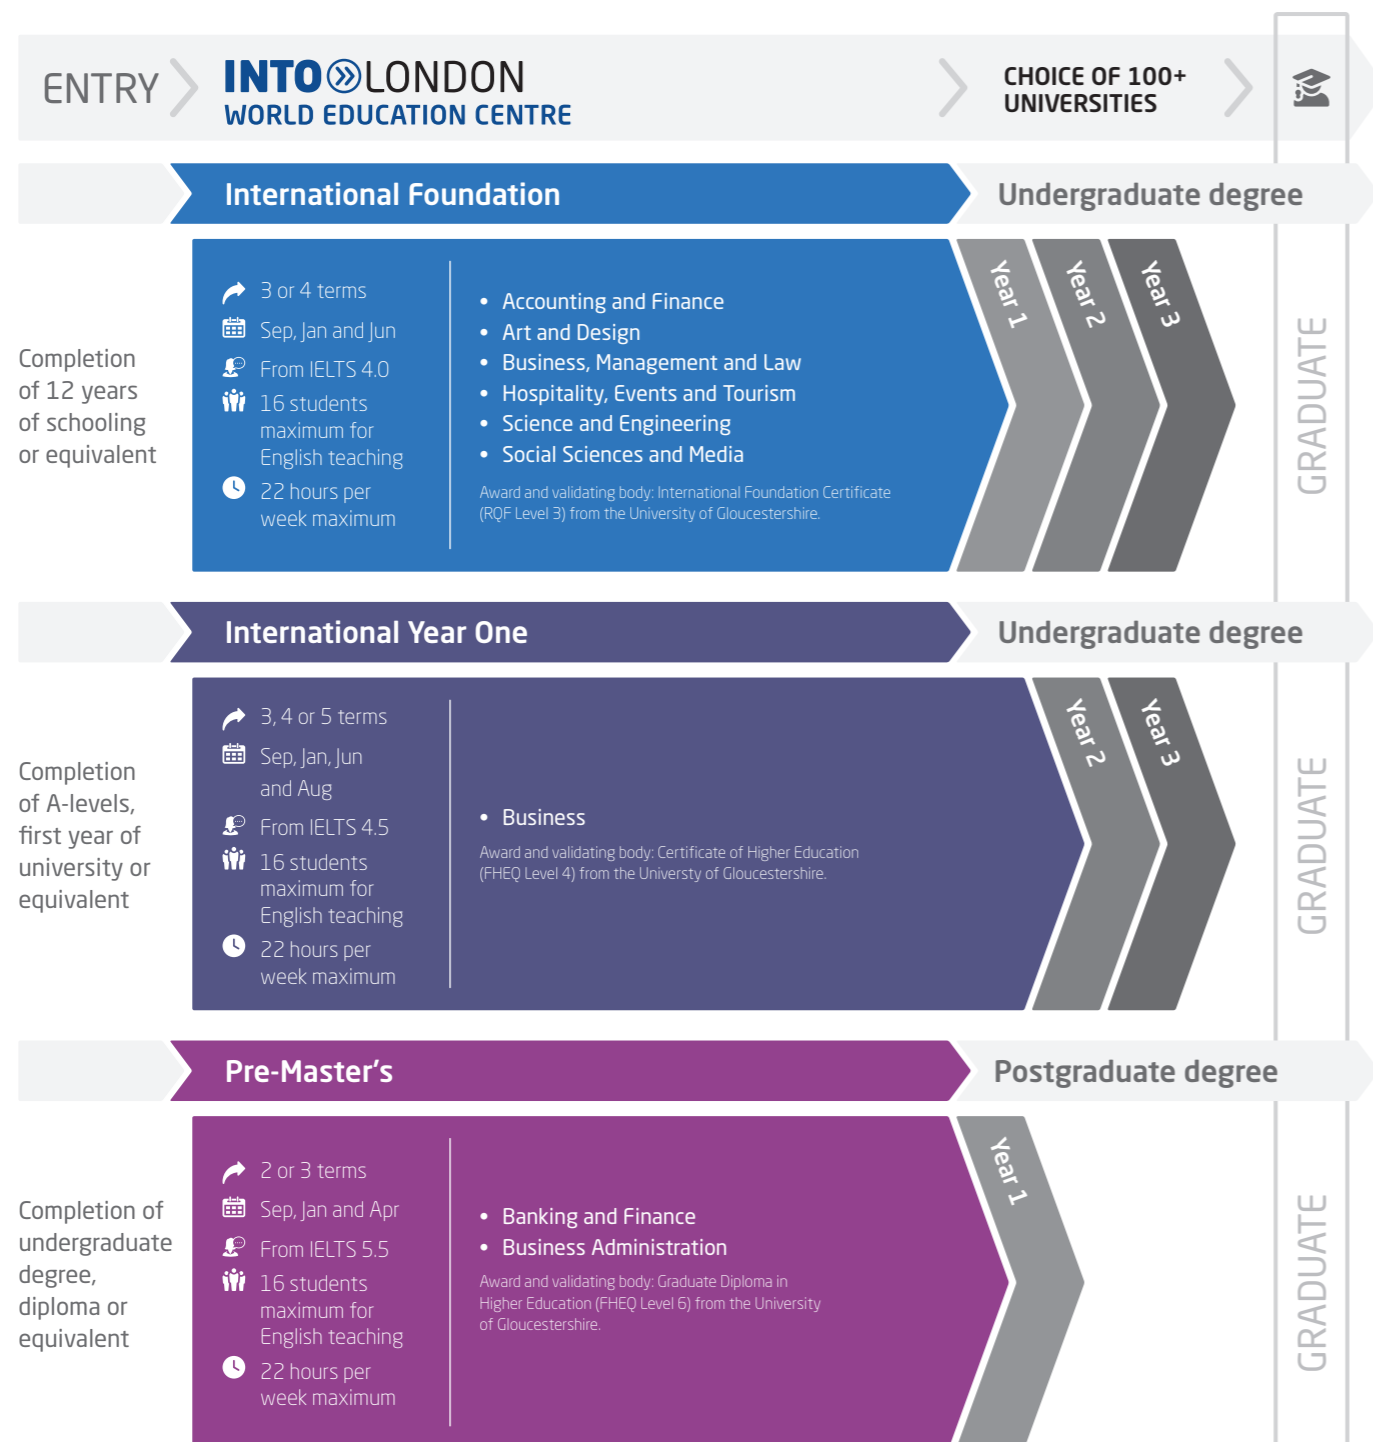 ENTRY
INTO LONDON
WORLD EDUCATION CENTRE
CHOICE OF 100+
UNIVERSITIES
International Foundation
Undergraduate degree
Completion
of 12 years
of schooling
or equivalent
3 or 4 terms
Sep, Jan and Jun
From IELTS 4.0
16 students
maximum for
English teaching
22 hours per
week maximum
• Accounting and Finance
• Art and Design
• Business, Management and Law
• Hospitality, Events and Tourism
• Science and Engineering
• Social Sciences and Media
Award and validating body: International Foundation Certificate
(RQF Level 3) from the University of Gloucestershire.
Year 1
Year 2
Year 3
GRADUATE
International Year One
Undergraduate degree
Completion
of A-levels,
first year of
university or
equivalent
3, 4 or 5 terms
Sep, Jan, Jun
and Aug
From IELTS 4.5
16 students
maximum for
English teaching
22 hours per
week maximum
• Business
Award and validating body: Certificate of Higher Education
(FHEQ Level 4) from the Universty of Gloucestershire.
Year 2
Year 3
GRADUATE
Pre-Master's
Postgraduate degree
Completion of
undergraduate
degree,
diploma or
equivalent
2 or 3 terms
Sep, Jan and Apr
From IELTS 5.5
16 students
maximum for
English teaching
22 hours per
week maximum
• Banking and Finance
• Business Administration
Award and validating body: Graduate Diploma in
Higher Education (FHEQ Level 6) from the University
of Gloucestershire.
Year 1
GRADUATE